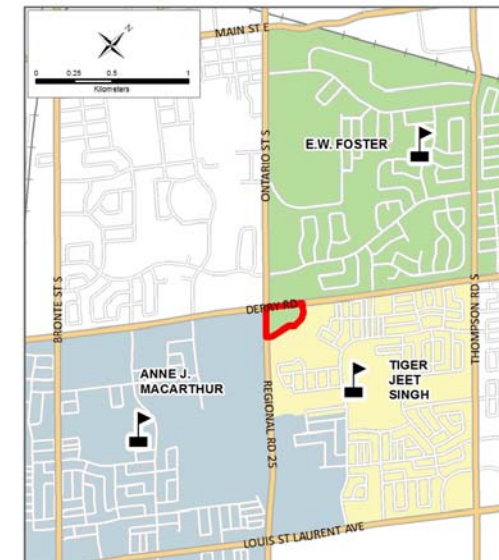 N
MAIN ST E
0 0.25 0.5 1
Kilometers
E.W. FOSTER
ONTARIO ST S
BRONTE ST S
THOMPSON RD S
DERRY RD
ANNE J.
MACARTHUR
TIGER
JEET
SINGH
REGIONAL RD 25
LOUIS ST LAURENT AVE